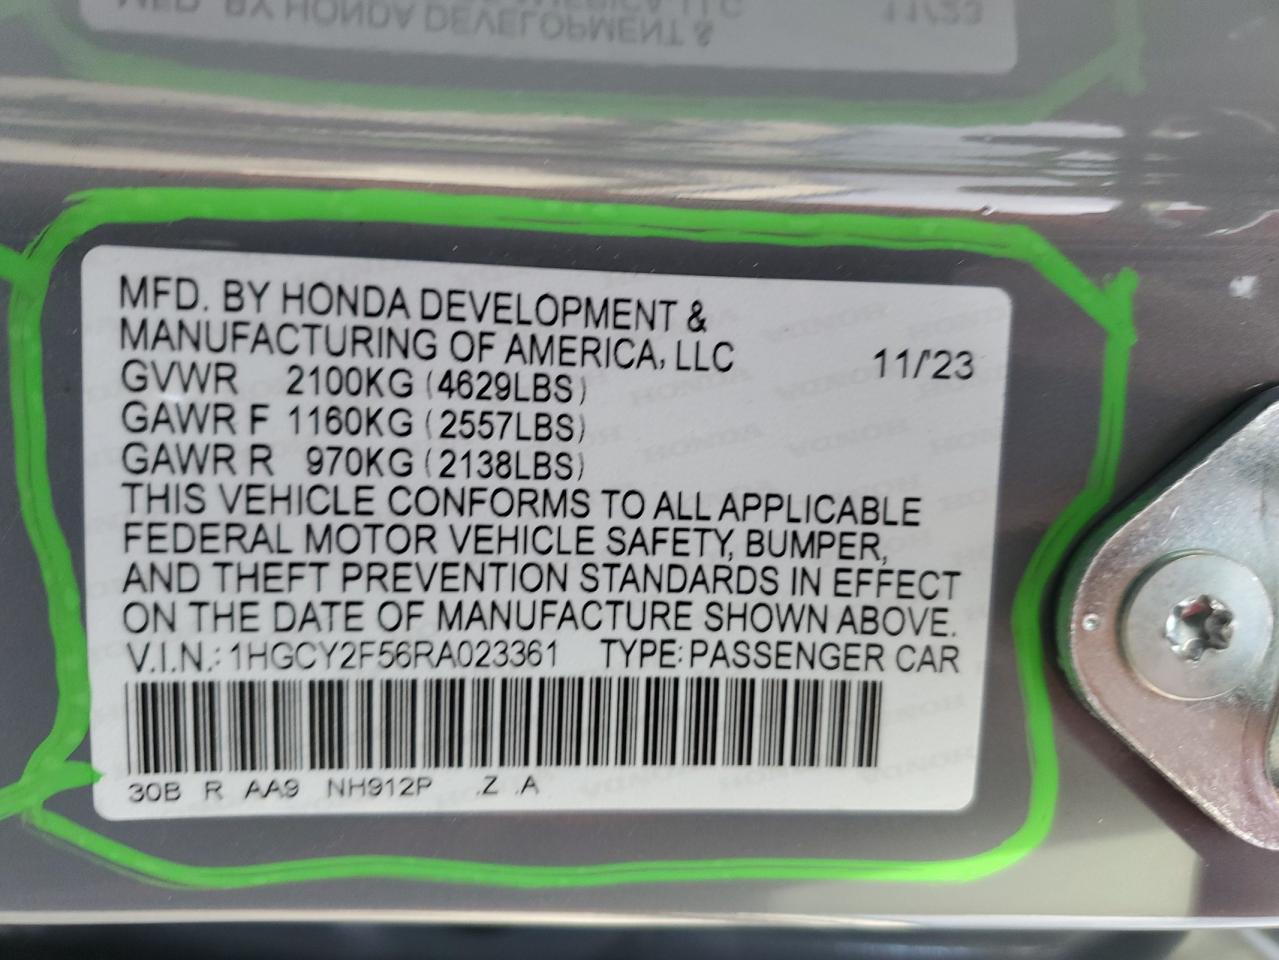 MFD. BY HONDA DEVELOPMENT &
MANUFACTURING OF AMERICA, LLC
11/'23
GVWR 2100KG (4629LBS)
GAWR F 1160KG (2557LBS)
GAWR R 970KG (2138LBS)
THIS VEHICLE CONFORMS TO ALL APPLICABLE
FEDERAL MOTOR VEHICLE SAFETY, BUMPER,
AND THEFT PREVENTION STANDARDS IN EFFECT
ON THE DATE OF MANUFACTURE SHOWN ABOVE.
V.I.N.: 1HGCY2F56RA023361 TYPE: PASSENGER CAR
30B R AA9 NH912P .Z .A